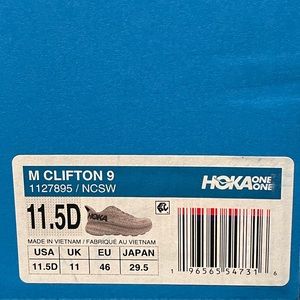 M CLIFTON 9
1127895 / NCSW
HOKA ONE ONE
11.5D
HOKA
MADE IN VIETNAM / FABRIQUÉ AU VIETNAM
USA UK EU JAPAN
11.5D 11 46 29.5
1 96565 54731 6